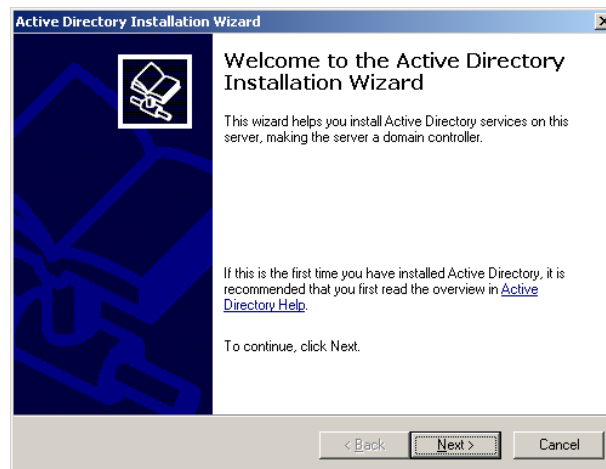 Active Directory Installation Wizard
Welcome to the Active Directory
Installation Wizard
This wizard helps you install Active Directory services on this
server, making the server a domain controller.
If this is the first time you have installed Active Directory, it is
recommended that you first read the overview in Active
Directory Help.
To continue, click Next.
< Back
Next >
Cancel